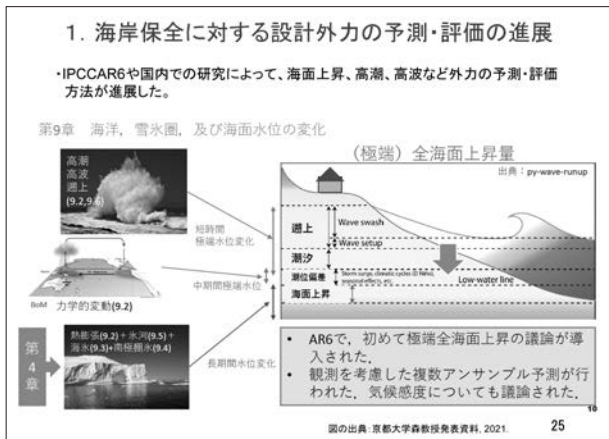 1. 海岸保全に対する設計外力の予測・評価の進展
・IPCCAR6や国内での研究によって、海面上昇、高潮、高波など外力の予測・評価
方法が進展した。
第9章 海洋，雪氷圏，及び海面水位の変化
（極端）全海面上昇量
出典：py-wave-runup
高潮
高波
遡上
(9.2,9.6)
短時間
極端水位変化
中期間極端水位
BoM 力学的変動(9.2)
第4章
熱膨張(9.2)＋氷河(9.5)＋
海氷(9.3)+南極棚氷(9.4)
長期間水位変化
遡上
Wave swash
Wave setup
潮汐
潮位偏差
Storm surge, climatic cycles (El Niño),
seasonal effects, etc.
Low-water line
海面上昇
• AR6で，初めて極端全海面上昇の議論が導
入された．
• 観測を考慮した複数アンサンブル予測が行
われた．気候感度についても議論された．
10
図の出典：京都大学森教授発表資料, 2021.
25